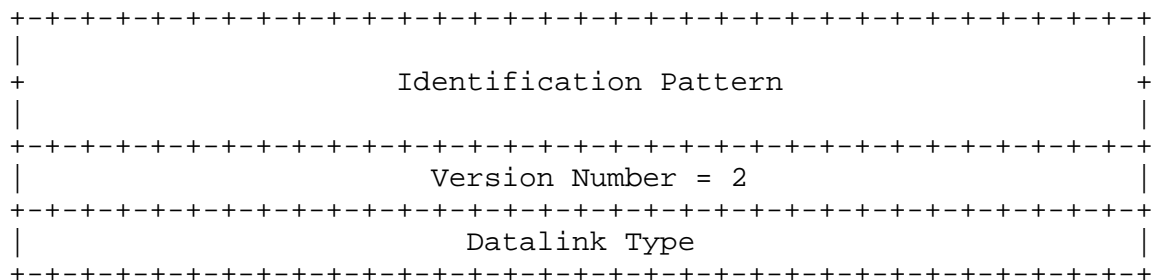 +-+-+-+-+-+-+-+-+-+-+-+-+-+-+-+-+-+-+-+-+-+-+-+-+-+-+-+-+-+-+-+-+
|                                                               |
+                     Identification Pattern                    +
|                                                               |
+-+-+-+-+-+-+-+-+-+-+-+-+-+-+-+-+-+-+-+-+-+-+-+-+-+-+-+-+-+-+-+-+
|                       Version Number = 2                      |
+-+-+-+-+-+-+-+-+-+-+-+-+-+-+-+-+-+-+-+-+-+-+-+-+-+-+-+-+-+-+-+-+
|                         Datalink Type                         |
+-+-+-+-+-+-+-+-+-+-+-+-+-+-+-+-+-+-+-+-+-+-+-+-+-+-+-+-+-+-+-+-+